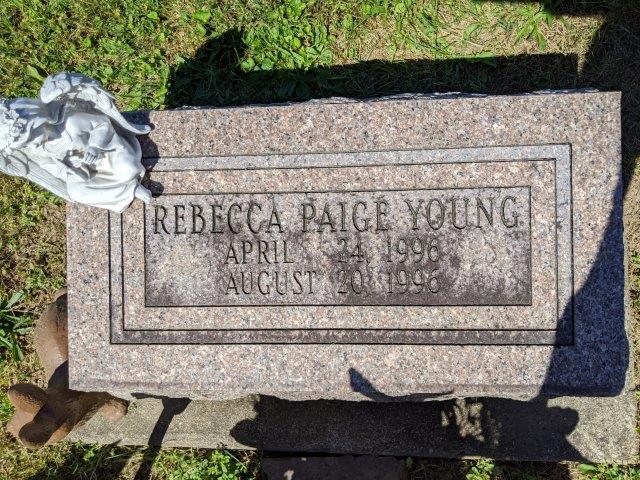 REBECCA PAIGE YOUNG
APRIL 24, 1996
AUGUST 20, 1996